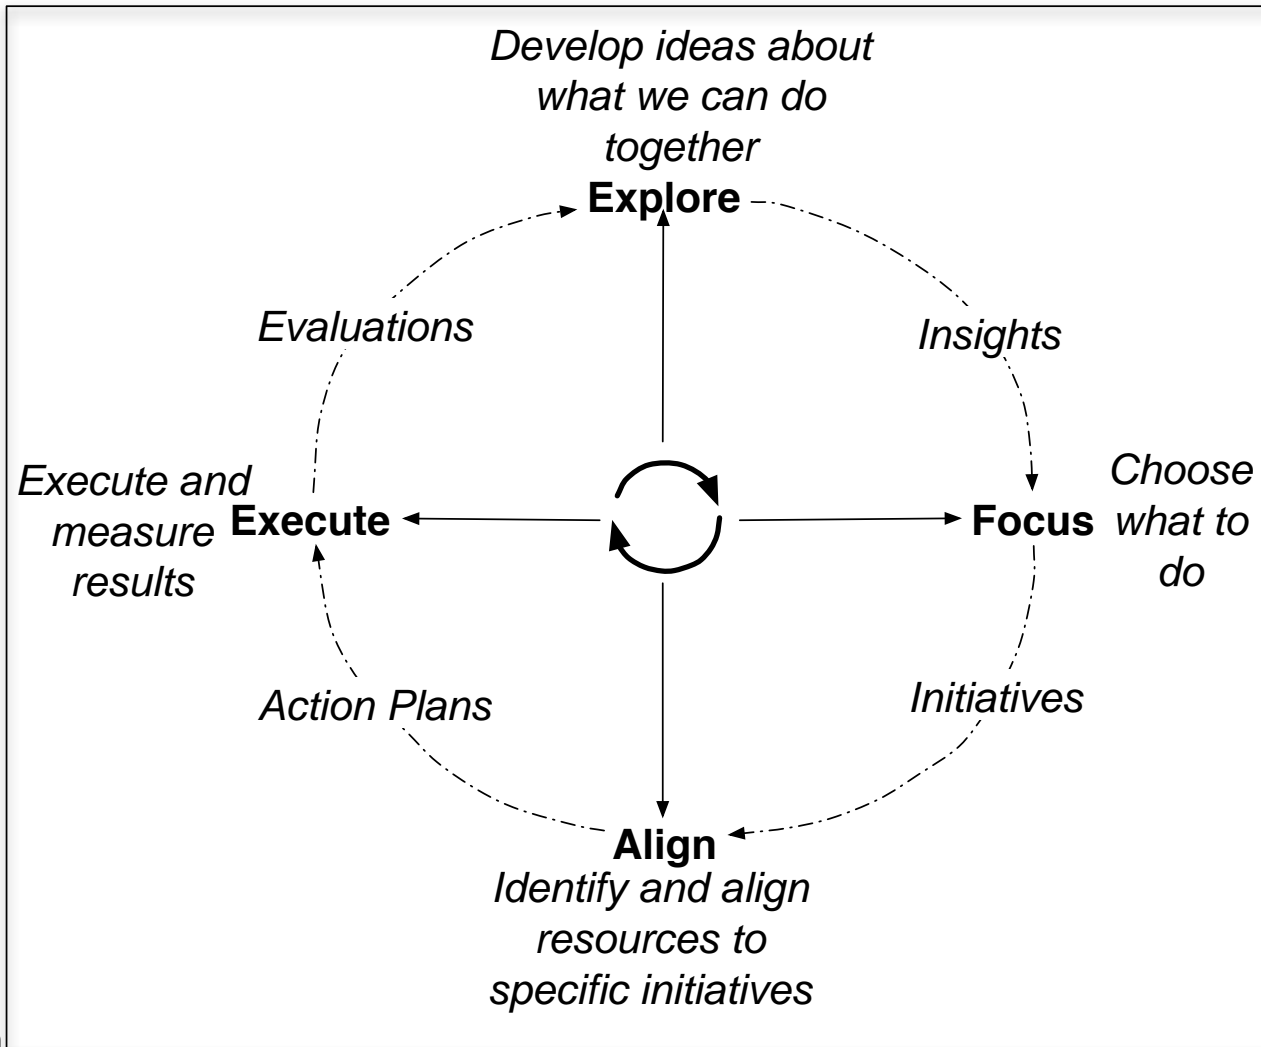 Develop ideas about
what we can do
together
Explore
Evaluations
Insights
Execute and
measure
results
Execute
Focus
Choose
what to
do
Action Plans
Initiatives
Align
Identify and align
resources to
specific initiatives